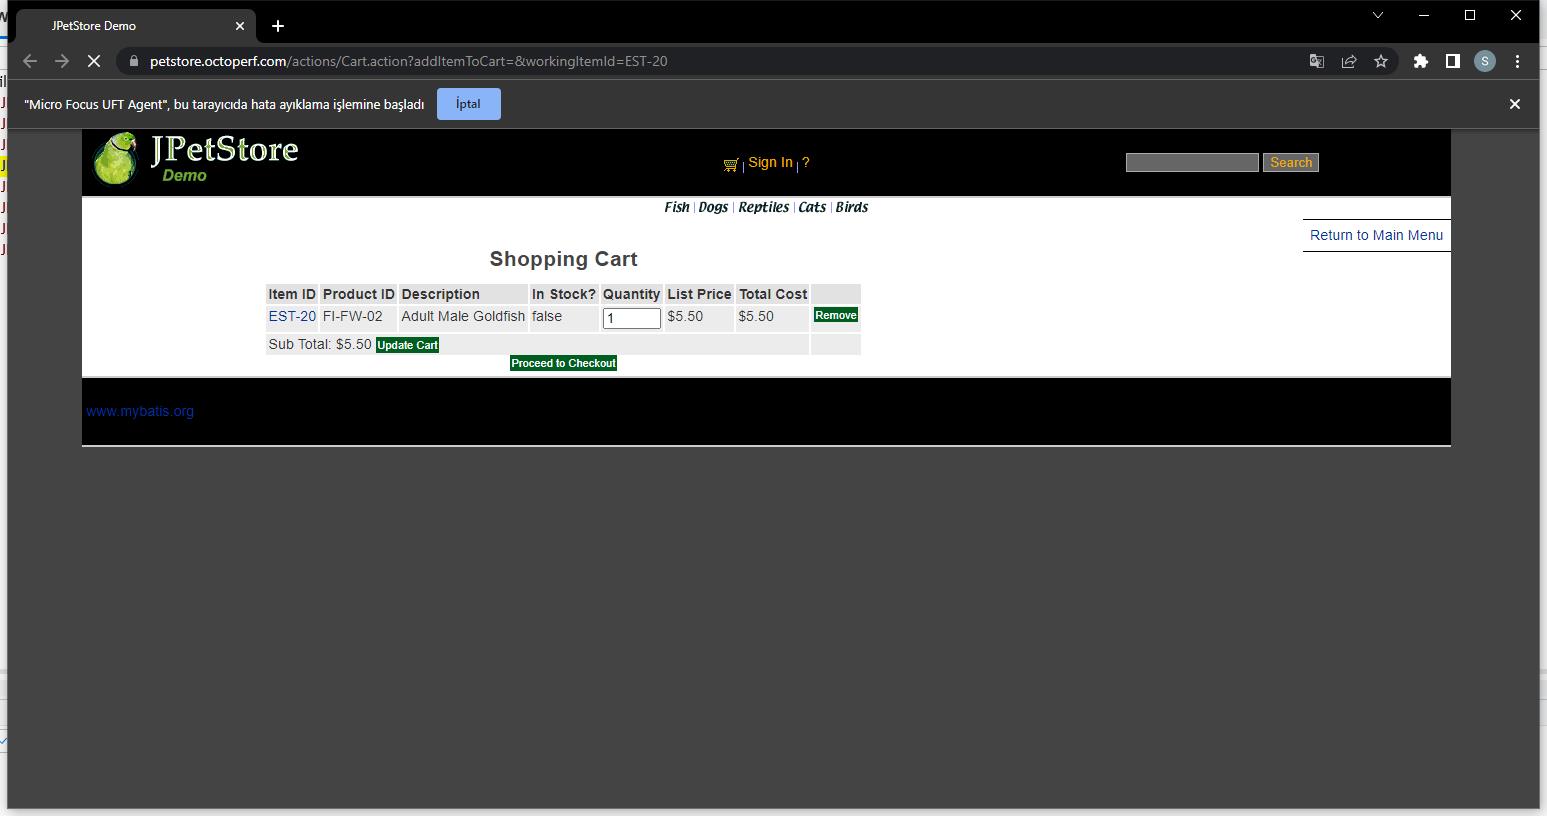 JPetStore Demo
petstore.octoperf.com/actions/Cart.action?addItemToCart=&workingItemId=EST-20
S
"Micro Focus UFT Agent", bu tarayıcıda hata ayıklama işlemine başladı İptal
JPetStore
Demo
| Sign In | ?
Search
Fish | Dogs | Reptiles | Cats | Birds
Return to Main Menu
Shopping Cart
Item ID Product ID Description In Stock? Quantity List Price Total Cost
EST-20 FI-FW-02 Adult Male Goldfish false 1 $5.50 $5.50 Remove
Sub Total: $5.50 Update Cart
Proceed to Checkout
www.mybatis.org